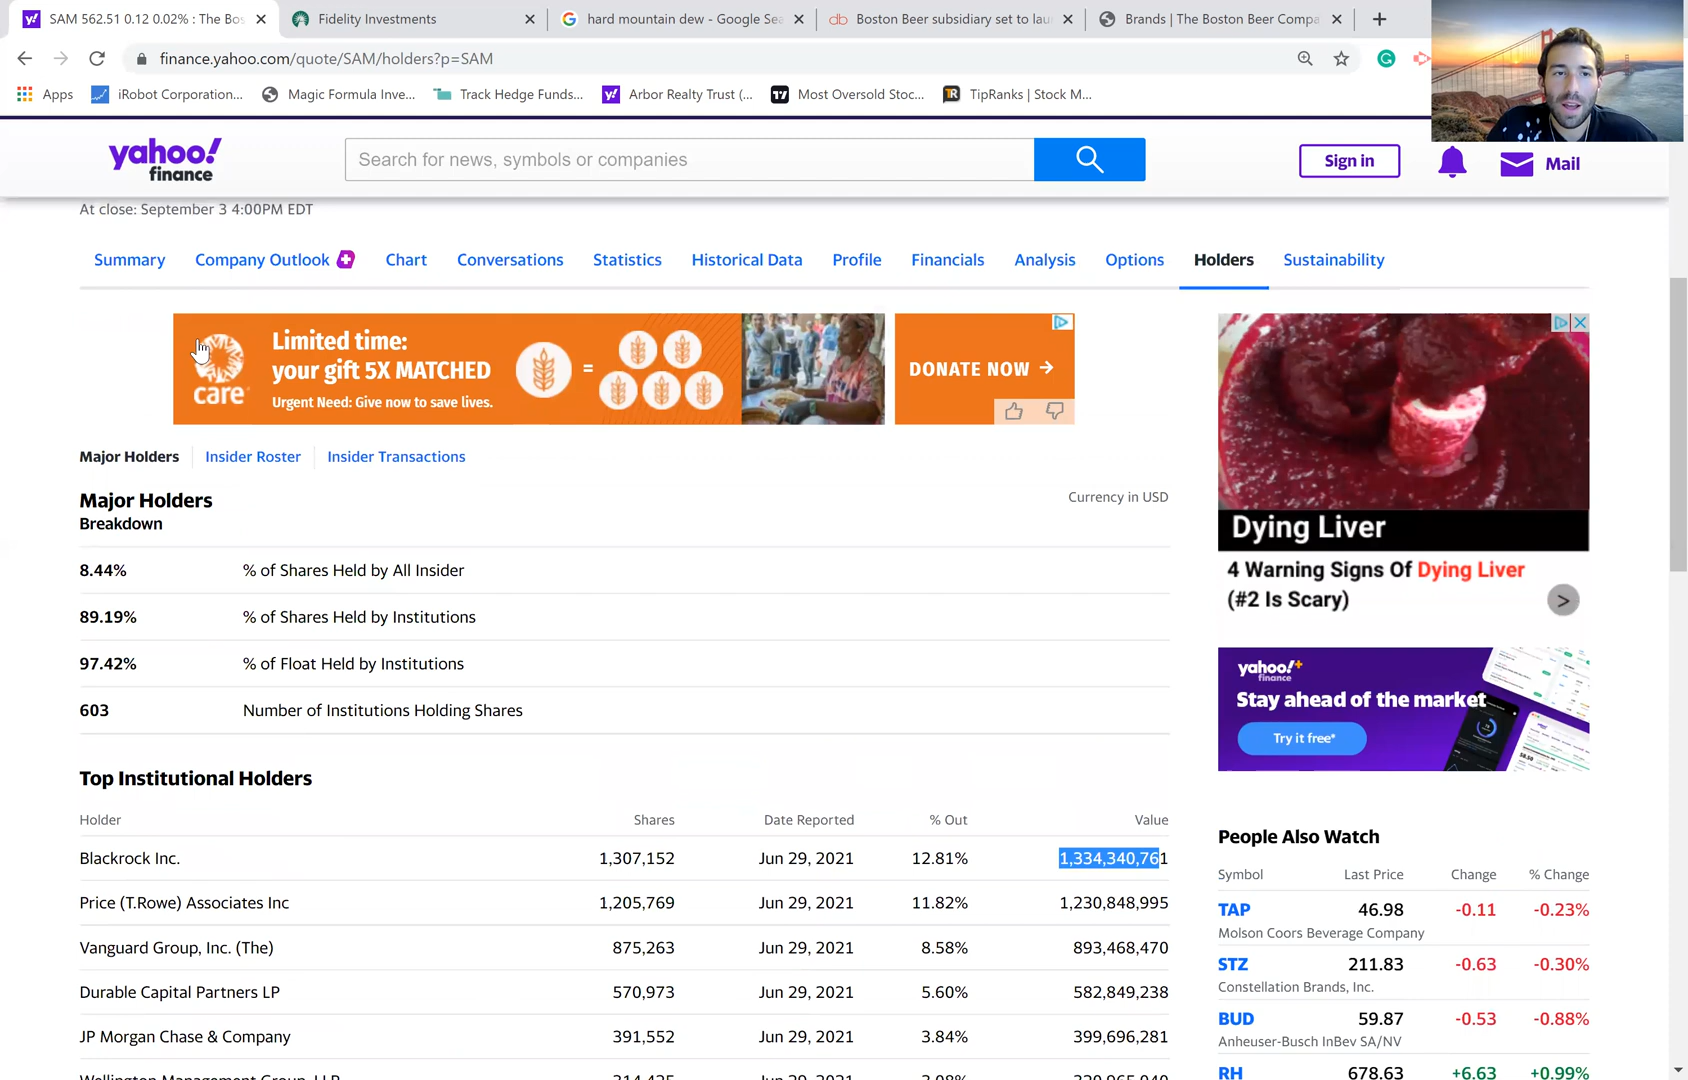 SAM 562.51 0.12 0.02% : The Bos
Fidelity Investments
hard mountain dew - Google Sea
Boston Beer subsidiary set to lau
Brands | The Boston Beer Compa
finance.yahoo.com/quote/SAM/holders?p=SAM
Apps
iRobot Corporation...
Magic Formula Inve...
Track Hedge Funds...
Arbor Realty Trust (...
Most Oversold Stoc...
TipRanks | Stock M...
yahoo!
finance
Search for news, symbols or companies
Sign in
Mail
At close: September 3 4:00PM EDT
Summary
Company Outlook
Chart
Conversations
Statistics
Historical Data
Profile
Financials
Analysis
Options
Holders
Sustainability
care
Limited time:
your gift 5X MATCHED
Urgent Need: Give now to save lives.
=
DONATE NOW →
Major Holders
Insider Roster
Insider Transactions
Major Holders
Currency in USD
Breakdown
8.44% % of Shares Held by All Insider
89.19% % of Shares Held by Institutions
97.42% % of Float Held by Institutions
603 Number of Institutions Holding Shares
Top Institutional Holders
Holder Shares Date Reported % Out Value
Blackrock Inc. 1,307,152 Jun 29, 2021 12.81% 1,334,340,761
Price (T.Rowe) Associates Inc 1,205,769 Jun 29, 2021 11.82% 1,230,848,995
Vanguard Group, Inc. (The) 875,263 Jun 29, 2021 8.58% 893,468,470
Durable Capital Partners LP 570,973 Jun 29, 2021 5.60% 582,849,238
JP Morgan Chase & Company 391,552 Jun 29, 2021 3.84% 399,696,281
Dying Liver
4 Warning Signs Of Dying Liver
(#2 Is Scary)
yahoo!+
finance
Stay ahead of the market
Try it free*
People Also Watch
Symbol Last Price Change % Change
TAP 46.98 -0.11 -0.23%
Molson Coors Beverage Company
STZ 211.83 -0.63 -0.30%
Constellation Brands, Inc.
BUD 59.87 -0.53 -0.88%
Anheuser-Busch InBev SA/NV
RH 678.63 +6.63 +0.99%